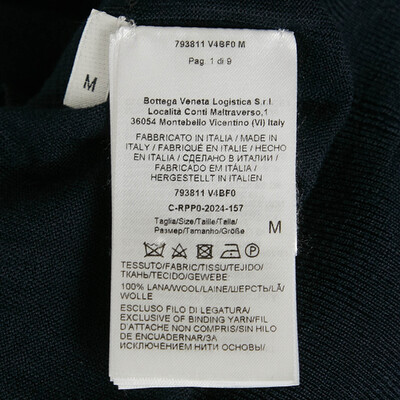 M
793811 V4BF0 M
Pag. 1 di 9
Bottega Veneta Logistica S.r.l.
Località Conti Maltraverso,1
36054 Montebello Vicentino (VI) Italy
FABBRICATO IN ITALIA / MADE IN
ITALY / FABRIQUÉ EN ITALIE / HECHO
EN ITALIA / СДЕЛАНО В ИТАЛИИ /
FABRICADO EM ITÁLIA /
HERGESTELLT IN ITALIEN
793811 V4BF0
C-RPP0-2024-157
Taglia/Size/Taille/Talla/
Размер/Tamanho/Größe M
TESSUTO/FABRIC/TISSU/TEJIDO/
ТКАНЬ/TECIDO/GEWEBE
100% LANA/WOOL/LAINE/ШЕРСТЬ/LÃ/
WOLLE
ESCLUSO FILO DI LEGATURA/
EXCLUSIVE OF BINDING YARN/FIL
D'ATTACHE NON COMPRIS/SIN HILO
DE ENCUADERNAR/ЗА
ИСКЛЮЧЕНИЕМ НИТИ ОСНОВЫ/